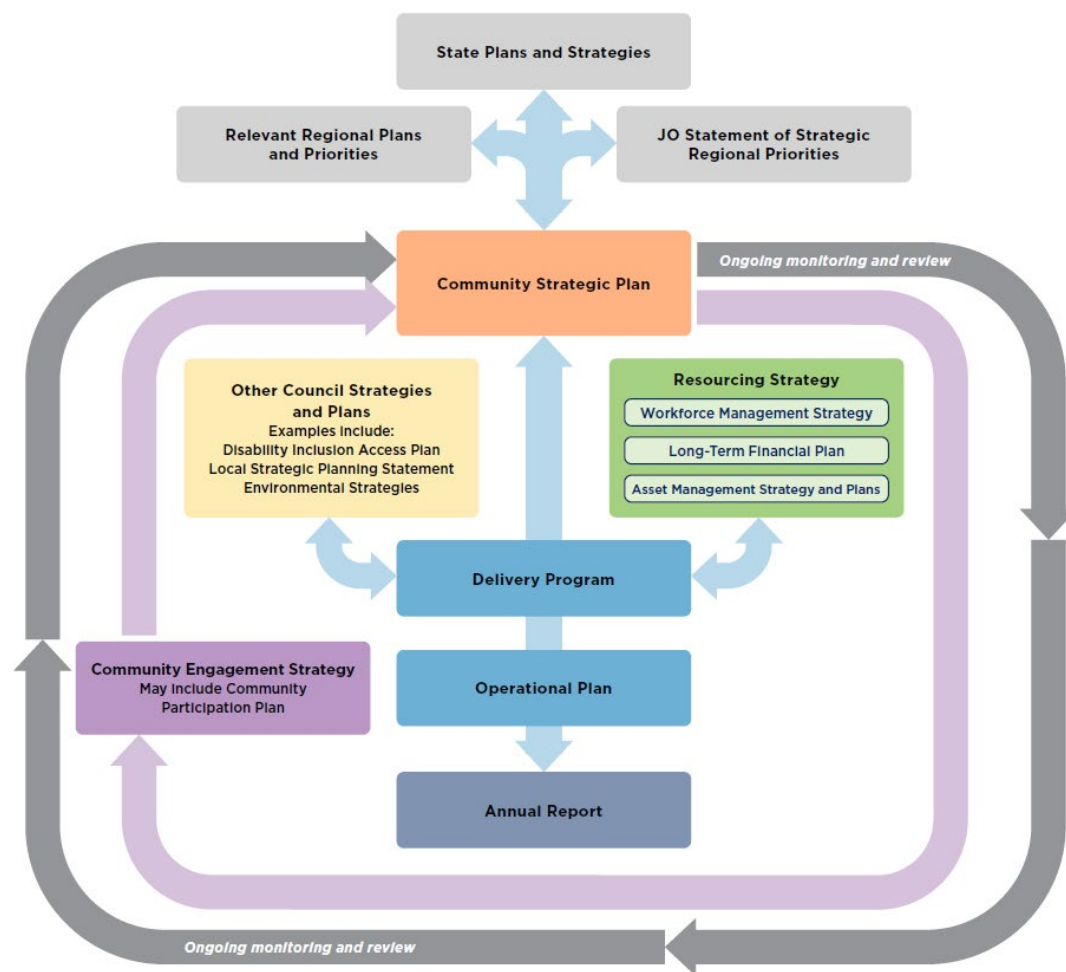 State Plans and Strategies
Relevant Regional Plans
and Priorities
JO Statement of Strategic
Regional Priorities
Community Strategic Plan
Ongoing monitoring and review
Other Council Strategies
and Plans
Examples include:
Disability Inclusion Access Plan
Local Strategic Planning Statement
Environmental Strategies
Resourcing Strategy
Workforce Management Strategy
Long-Term Financial Plan
Asset Management Strategy and Plans
Delivery Program
Community Engagement Strategy
May include Community
Participation Plan
Operational Plan
Annual Report
Ongoing monitoring and review